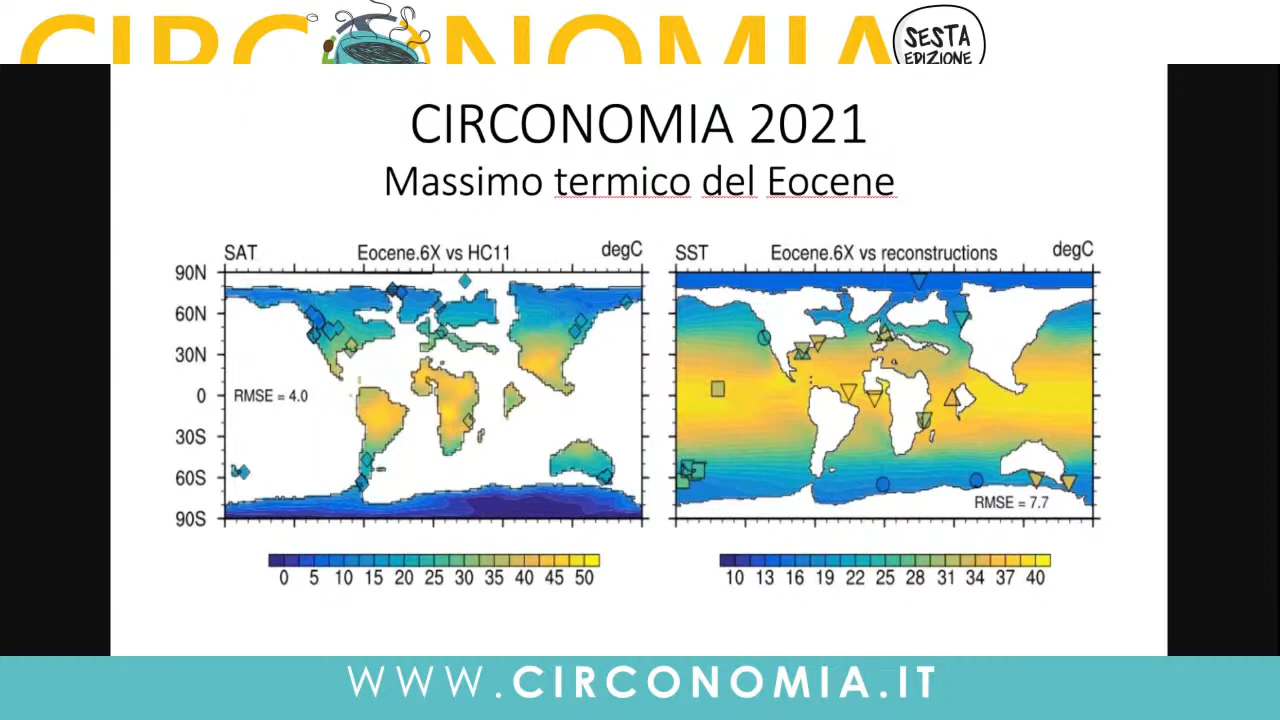 CIRCONOMIA
SESTA
EDIZIONE
CIRCONOMIA 2021
Massimo termico del Eocene
SAT Eocene.6X vs HC11 degC
90N
60N
30N
0
30S
60S
90S
RMSE = 4.0
0 5 10 15 20 25 30 35 40 45 50
SST Eocene.6X vs reconstructions degC
RMSE = 7.7
10 13 16 19 22 25 28 31 34 37 40
WWW.CIRCONOMIA.IT